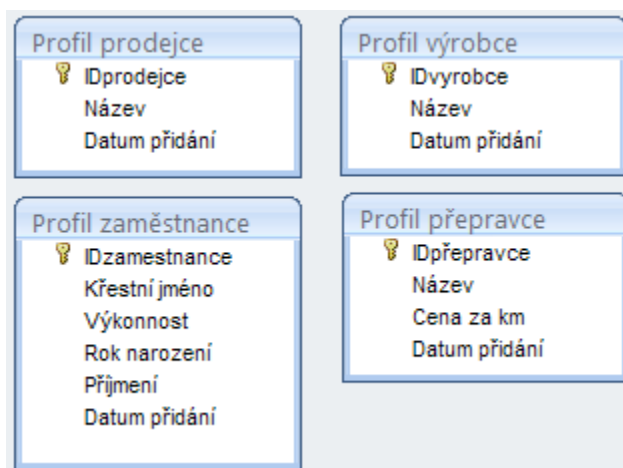 Profil prodejce
IDprodejce
Název
Datum přidání
Profil výrobce
IDvyrobce
Název
Datum přidání
Profil zaměstnance
IDzamestnance
Křestní jméno
Výkonnost
Rok narození
Příjmení
Datum přidání
Profil přepravce
IDpřepravce
Název
Cena za km
Datum přidání